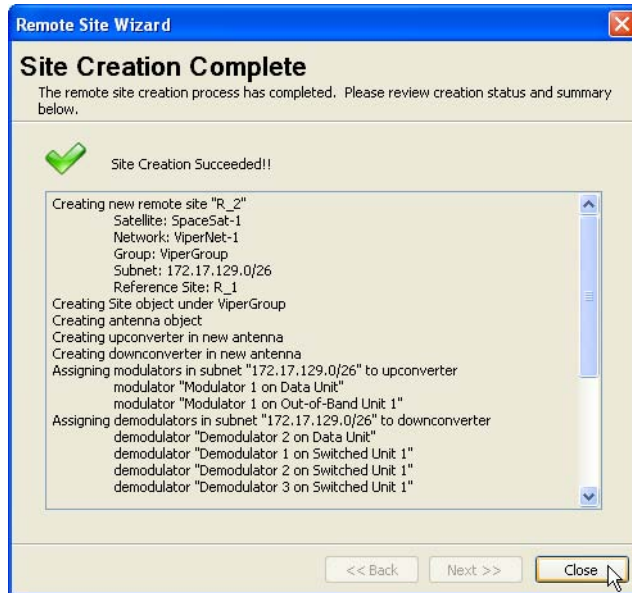 Remote Site Wizard
Site Creation Complete
The remote site creation process has completed. Please review creation status and summary
below.
Site Creation Succeeded!!
Creating new remote site "R_2"
Satellite: SpaceSat-1
Network: ViperNet-1
Group: ViperGroup
Subnet: 172.17.129.0/26
Reference Site: R_1
Creating Site object under ViperGroup
Creating antenna object
Creating upconverter in new antenna
Creating downconverter in new antenna
Assigning modulators in subnet "172.17.129.0/26" to upconverter
modulator "Modulator 1 on Data Unit"
modulator "Modulator 1 on Out-of-Band Unit 1"
Assigning demodulators in subnet "172.17.129.0/26" to downconverter
demodulator "Demodulator 2 on Data Unit"
demodulator "Demodulator 1 on Switched Unit 1"
demodulator "Demodulator 2 on Switched Unit 1"
demodulator "Demodulator 3 on Switched Unit 1"
<< Back Next >> Close